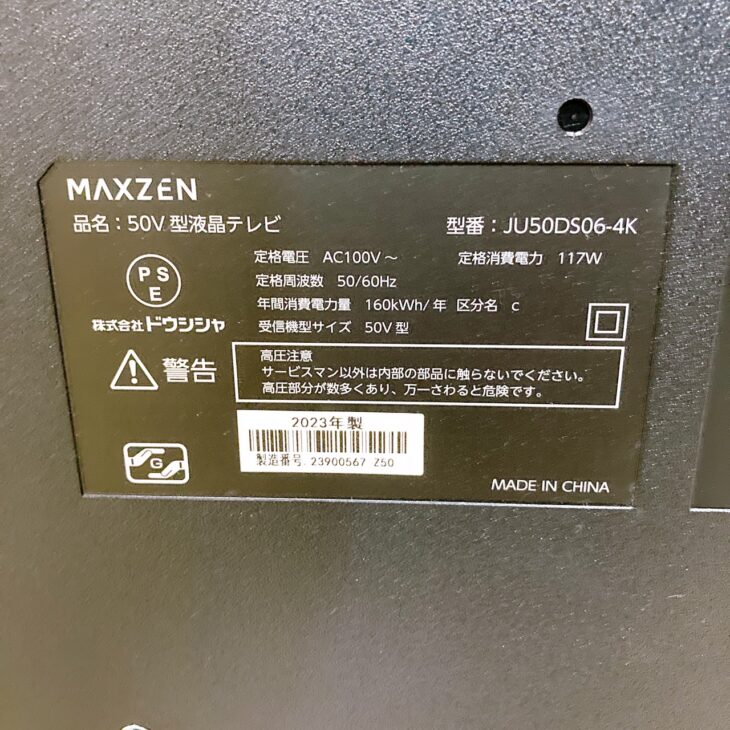 MAXZEN
品名：50V 型液晶テレビ
型番：JU50DS06-4K
PSE
株式会社ドウシシャ
定格電圧 AC100V～
定格消費電力 117W
定格周波数 50/60Hz
年間消費電力量 160kWh/年 区分名 c
受信機型サイズ 50V 型
警告
高圧注意
サービスマン以外は内部の部品に触らないでください。
高圧部分が数多くあり、万一さわると危険です。
G
2023年製
製造番号 23900567 Z50
MADE IN CHINA